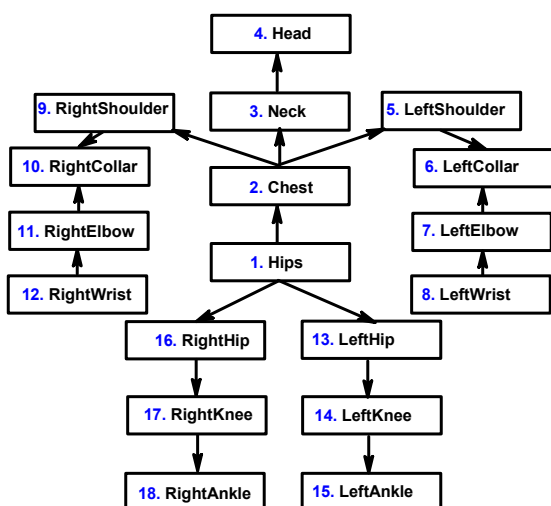 4. Head
9. RightShoulder
3. Neck
5. LeftShoulder
10. RightCollar
2. Chest
6. LeftCollar
11. RightElbow
7. LeftElbow
1. Hips
12. RightWrist
8. LeftWrist
16. RightHip
13. LeftHip
17. RightKnee
14. LeftKnee
18. RightAnkle
15. LeftAnkle